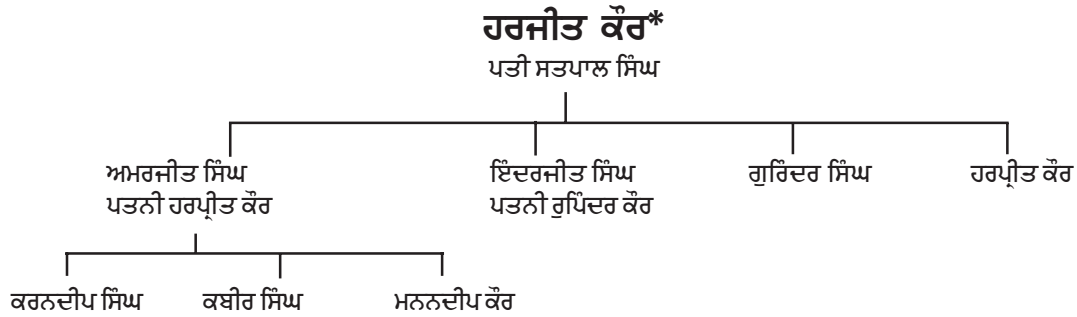 ਹਰਜੀਤ ਕੌਰ*
ਪਤੀ ਸਤਪਾਲ ਸਿੰਘ
ਅਮਰਜੀਤ ਸਿੰਘ
ਪਤਨੀ ਹਰਪ੍ਰੀਤ ਕੌਰ
ਇੰਦਰਜੀਤ ਸਿੰਘ
ਪਤਨੀ ਰੁਪਿੰਦਰ ਕੌਰ
ਗੁਰਿੰਦਰ ਸਿੰਘ
ਹਰਪ੍ਰੀਤ ਕੌਰ
ਕਰਨਦੀਪ ਸਿੰਘ
ਕਬੀਰ ਸਿੰਘ
ਮਨਨਦੀਪ ਕੌਰ